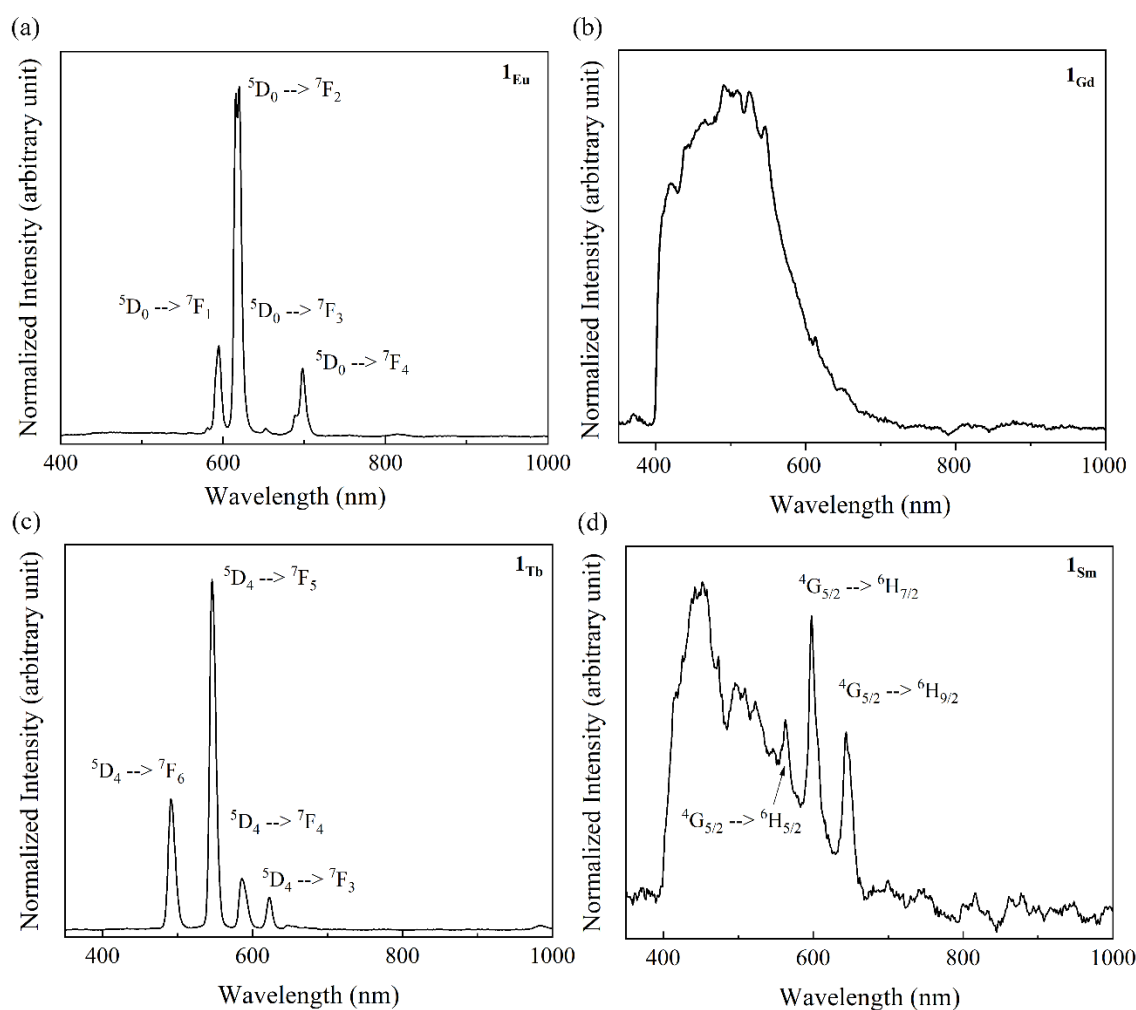 (a)
1Eu
⁵D₀ --> ⁷F₂
⁵D₀ --> ⁷F₁
⁵D₀ --> ⁷F₃
⁵D₀ --> ⁷F₄
Normalized Intensity (arbitrary unit)
400 600 800 1000
Wavelength (nm)
(b)
1Gd
Normalized Intensity (arbitrary unit)
400 600 800 1000
Wavelength (nm)
(c)
1Tb
⁵D₄ --> ⁷F₅
⁵D₄ --> ⁷F₆
⁵D₄ --> ⁷F₄
⁵D₄ --> ⁷F₃
Normalized Intensity (arbitrary unit)
400 600 800 1000
Wavelength (nm)
(d)
1Sm
⁴G₅/₂ --> ⁶H₇/₂
⁴G₅/₂ --> ⁶H₉/₂
⁴G₅/₂ --> ⁶H₅/₂
Normalized Intensity (arbitrary unit)
400 600 800 1000
Wavelength (nm)